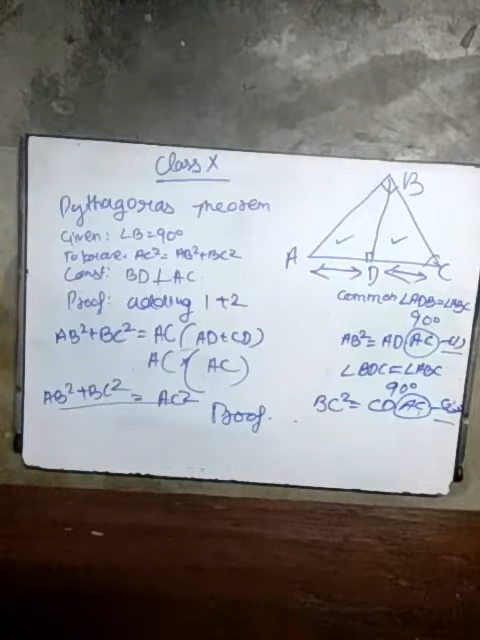 Class X
Pythagoras theorem
Given: ∠B=90°
To prove: AC²=AB²+BC²
Const: BD⊥AC.
Proof: adding 1+2
AB²+BC²= AC(AD+CD)
AC × (AC)
AB²+BC² = AC²
Proof.
B
A
D
C
Common ∠ADB=∠ABC
90°
AB²= AD(AC)-(i)
∠BDC=∠ABC
90°
BC²= CD(AC)-(ii)